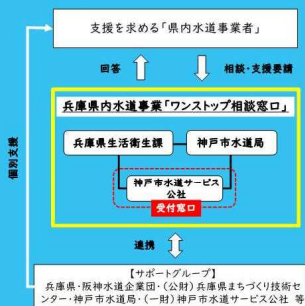 支援を求める「県内水道事業者」
回答
相談・支援要請
個別支援
兵庫県内水道事業「ワンストップ相談窓口」
兵庫県生活衛生課
神戸市水道局
神戸市水道サービス
公社
受付窓口
連携
【サポートグループ】
兵庫県・阪神水道企業団・(公財)兵庫県まちづくり技術セ
ンター・神戸市水道局・(一財)神戸市水道サービス公社 等